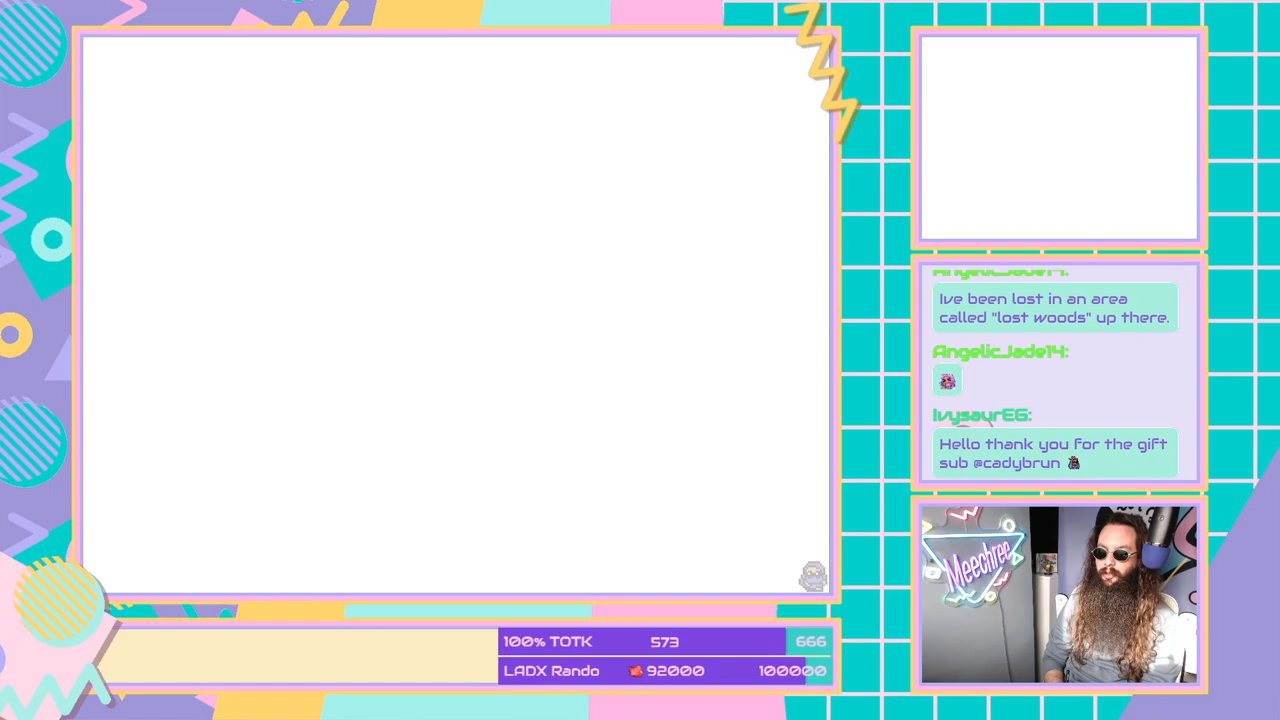 Angelic_Jade14:
Ive been lost in an area
called "lost woods" up there.
Angelic_Jade14:
IvysaurEG:
Hello thank you for the gift
sub @cadybrun
Meechree
100% TOTK 573 666
LADX Rando 92000 100000